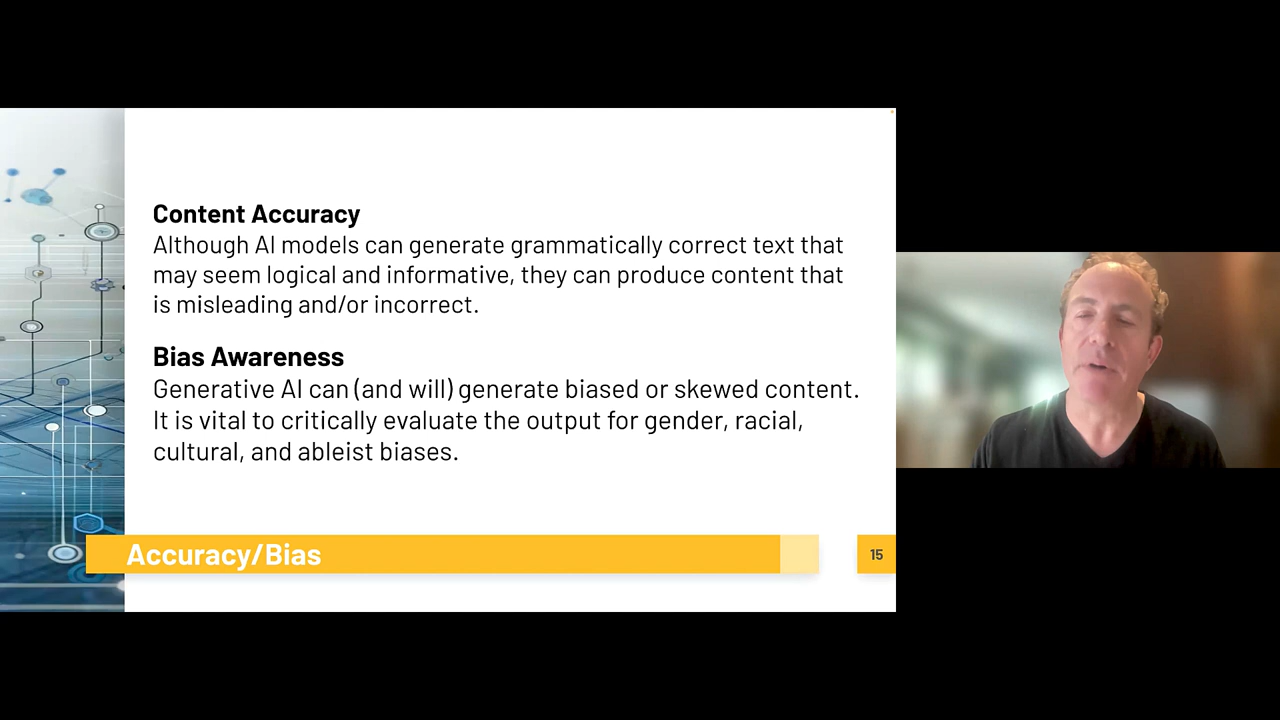 Content Accuracy
Although AI models can generate grammatically correct text that
may seem logical and informative, they can produce content that
is misleading and/or incorrect.
Bias Awareness
Generative AI can (and will) generate biased or skewed content.
It is vital to critically evaluate the output for gender, racial,
cultural, and ableist biases.
Accuracy/Bias
15